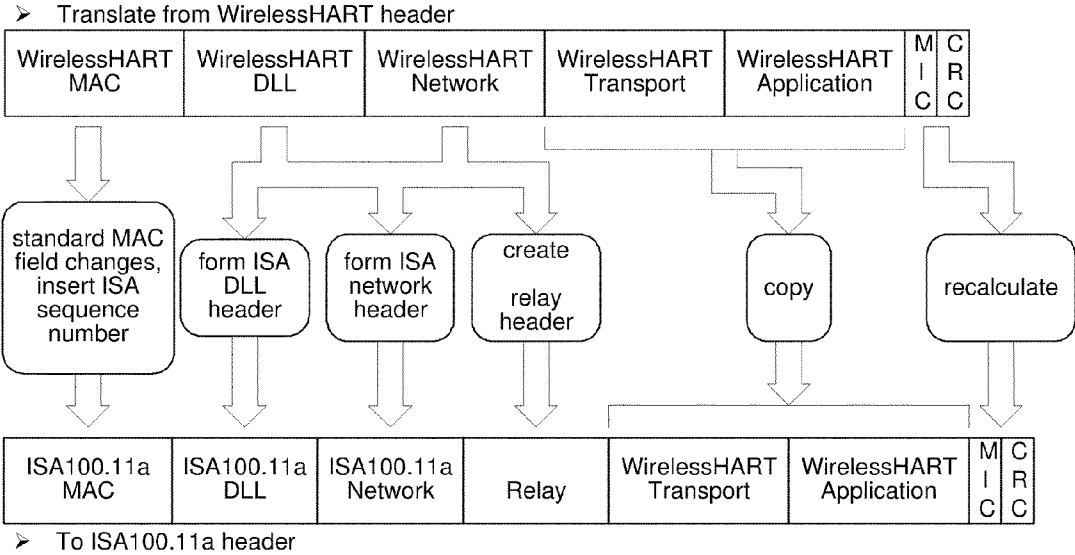 ➢ Translate from WirelessHART header
WirelessHART
MAC
WirelessHART
DLL
WirelessHART
Network
WirelessHART
Transport
WirelessHART
Application
M
I
C
C
R
C
standard MAC
field changes,
insert ISA
sequence
number
form ISA
DLL
header
form ISA
network
header
create
relay
header
copy
recalculate
ISA100.11a
MAC
ISA100.11a
DLL
ISA100.11a
Network
Relay
WirelessHART
Transport
WirelessHART
Application
M
I
C
C
R
C
➢ To ISA100.11a header